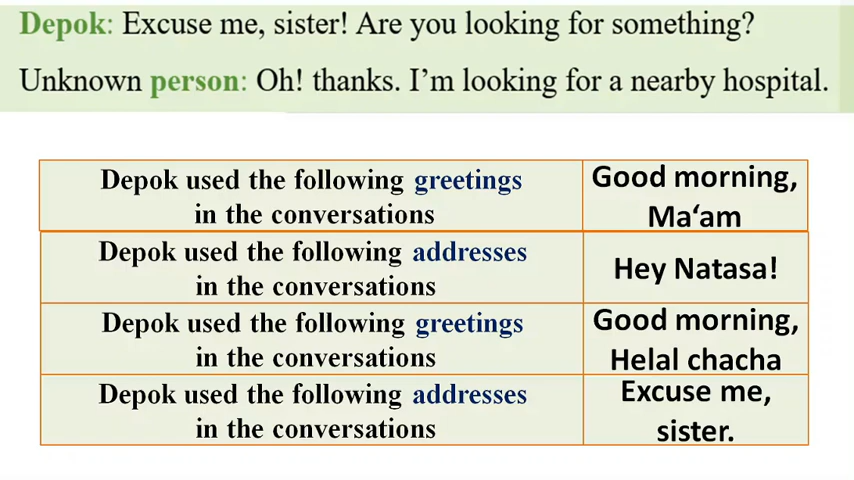 Depok: Excuse me, sister! Are you looking for something?
Unknown person: Oh! thanks. I’m looking for a nearby hospital.
Depok used the following greetings
in the conversations
Good morning,
Ma‘am
Depok used the following addresses
in the conversations
Hey Natasa!
Depok used the following greetings
in the conversations
Good morning,
Helal chacha
Depok used the following addresses
in the conversations
Excuse me,
sister.